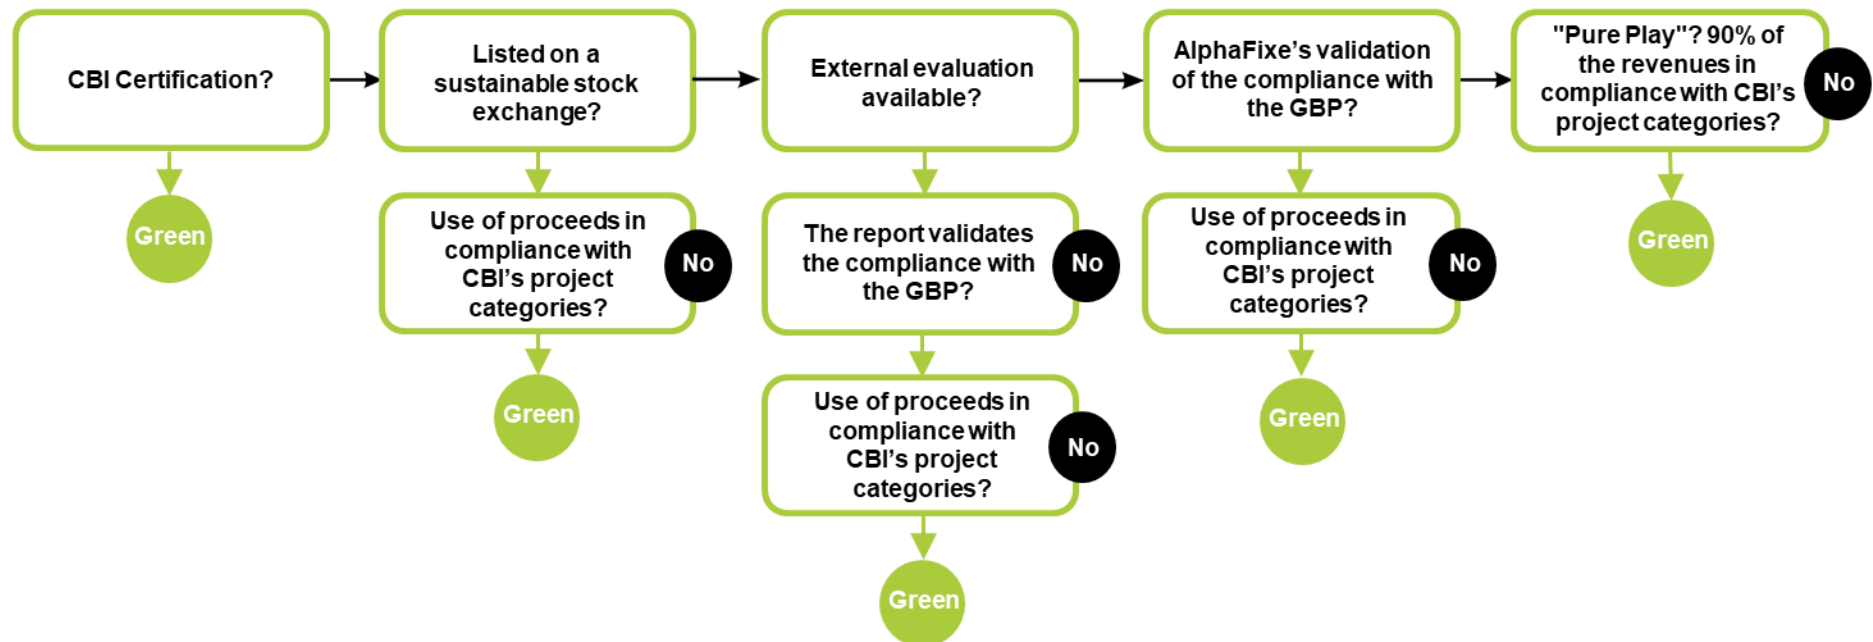 CBI Certification?
Green
Listed on a
sustainable stock
exchange?
Use of proceeds in
compliance with
CBI's project
categories?
No
Green
External evaluation
available?
The report validates
the compliance with
the GBP?
No
Use of proceeds in
compliance with
CBI's project
categories?
No
Green
AlphaFixe's validation
of the compliance with
the GBP?
Use of proceeds in
compliance with
CBI's project
categories?
No
Green
"Pure Play"? 90% of
the revenues in
compliance with CBI's
project categories?
No
Green